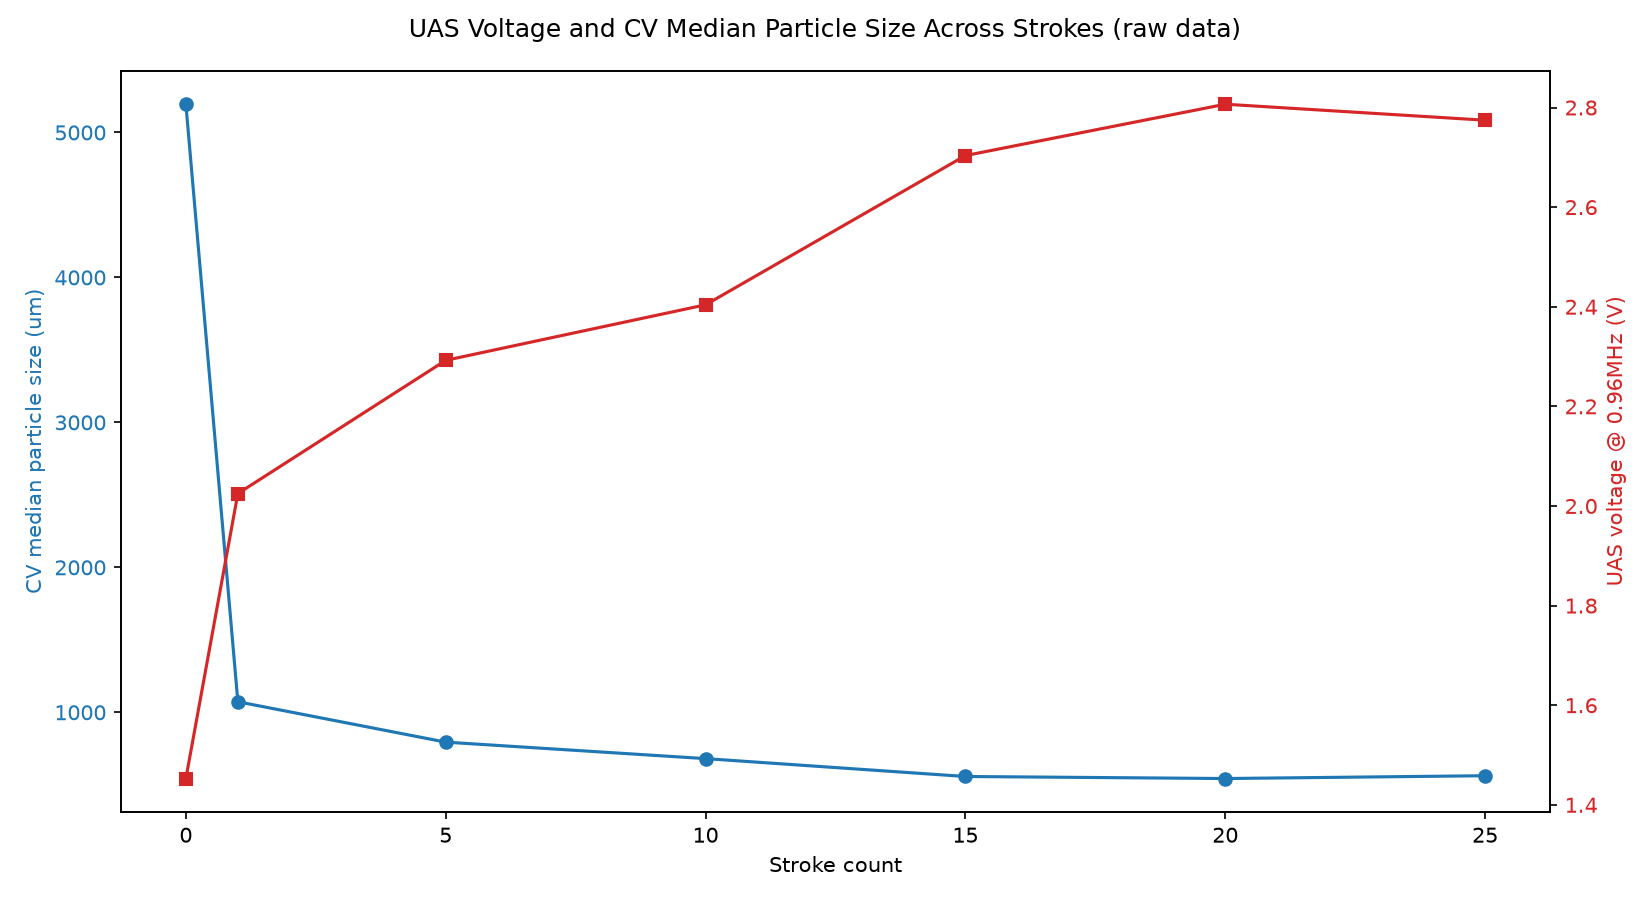 UAS Voltage and CV Median Particle Size Across Strokes (raw data)
CV median particle size (um)
5000
4000
3000
2000
1000
UAS voltage @ 0.96MHz (V)
2.8
2.6
2.4
2.2
2.0
1.8
1.6
1.4
0 5 10 15 20 25
Stroke count